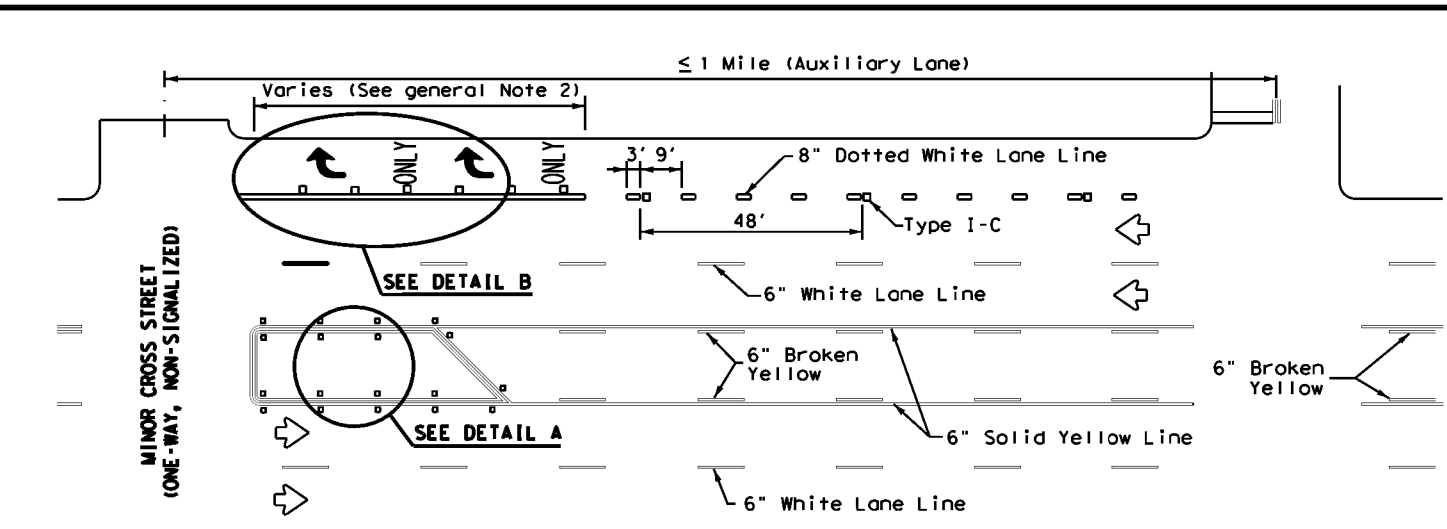 ≤ 1 Mile (Auxiliary Lane)
Varies (See general Note 2)
ONLY
ONLY
3' 9'
8" Dotted White Lane Line
48'
Type I-C
SEE DETAIL B
6" White Lane Line
MINOR CROSS STREET
(ONE-WAY, NON-SIGNALIZED)
6" Broken
Yellow
6" Broken
Yellow
SEE DETAIL A
6" Solid Yellow Line
6" White Lane Line